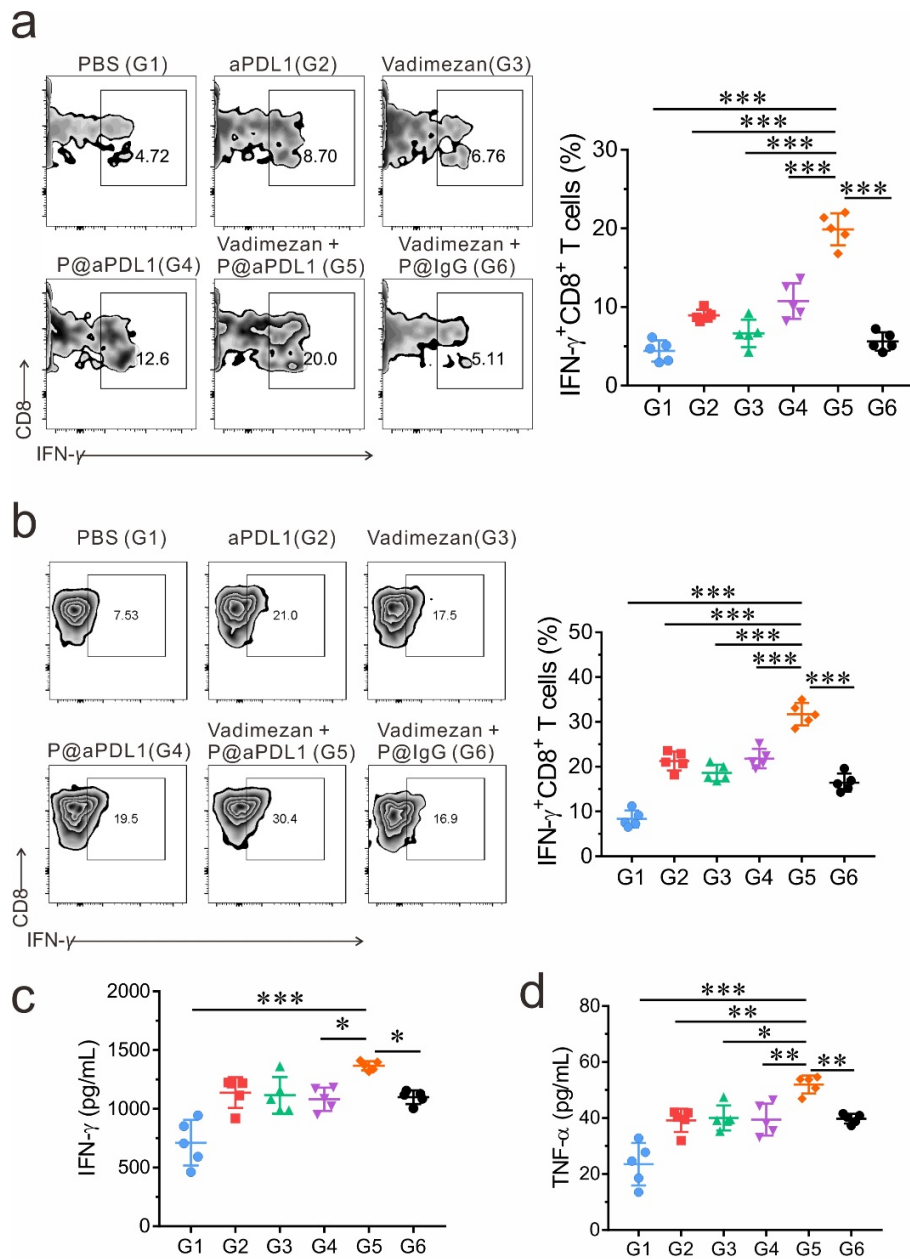 a
PBS (G1) aPDL1(G2) Vadimezan(G3)
4.72 8.70 6.76
P@aPDL1(G4) Vadimezan + P@aPDL1 (G5) Vadimezan + P@IgG (G6)
12.6 20.0 5.11
CD8
IFN-γ
***
***
***
*** ***
IFN-γ+CD8+ T cells (%)
30
20
10
0
G1 G2 G3 G4 G5 G6
b
PBS (G1) aPDL1(G2) Vadimezan(G3)
7.53 21.0 17.5
P@aPDL1(G4) Vadimezan + P@aPDL1 (G5) Vadimezan + P@IgG (G6)
19.5 30.4 16.9
CD8
IFN-γ
***
***
***
*** ***
IFN-γ+CD8+ T cells (%)
50
40
30
20
10
0
G1 G2 G3 G4 G5 G6
c
***
* *
IFN-γ (pg/mL)
2000
1500
1000
500
0
G1 G2 G3 G4 G5 G6
d
***
**
*
** **
TNF-α (pg/mL)
80
60
40
20
0
G1 G2 G3 G4 G5 G6